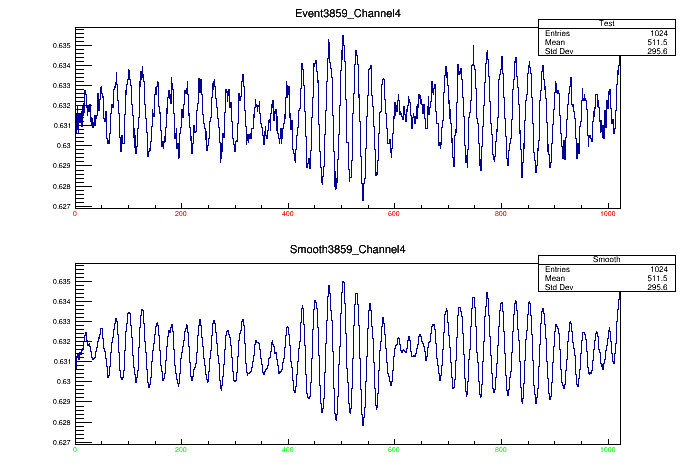 Event3859_Channel4
Test
Entries 1024
Mean 511.5
Std Dev 295.6
0.635
0.634
0.633
0.632
0.631
0.63
0.629
0.628
0.627
0 200 400 600 800 1000
Smooth3859_Channel4
Smooth
Entries 1024
Mean 511.5
Std Dev 295.6
0.635
0.634
0.633
0.632
0.631
0.63
0.629
0.628
0.627
0 200 400 600 800 1000